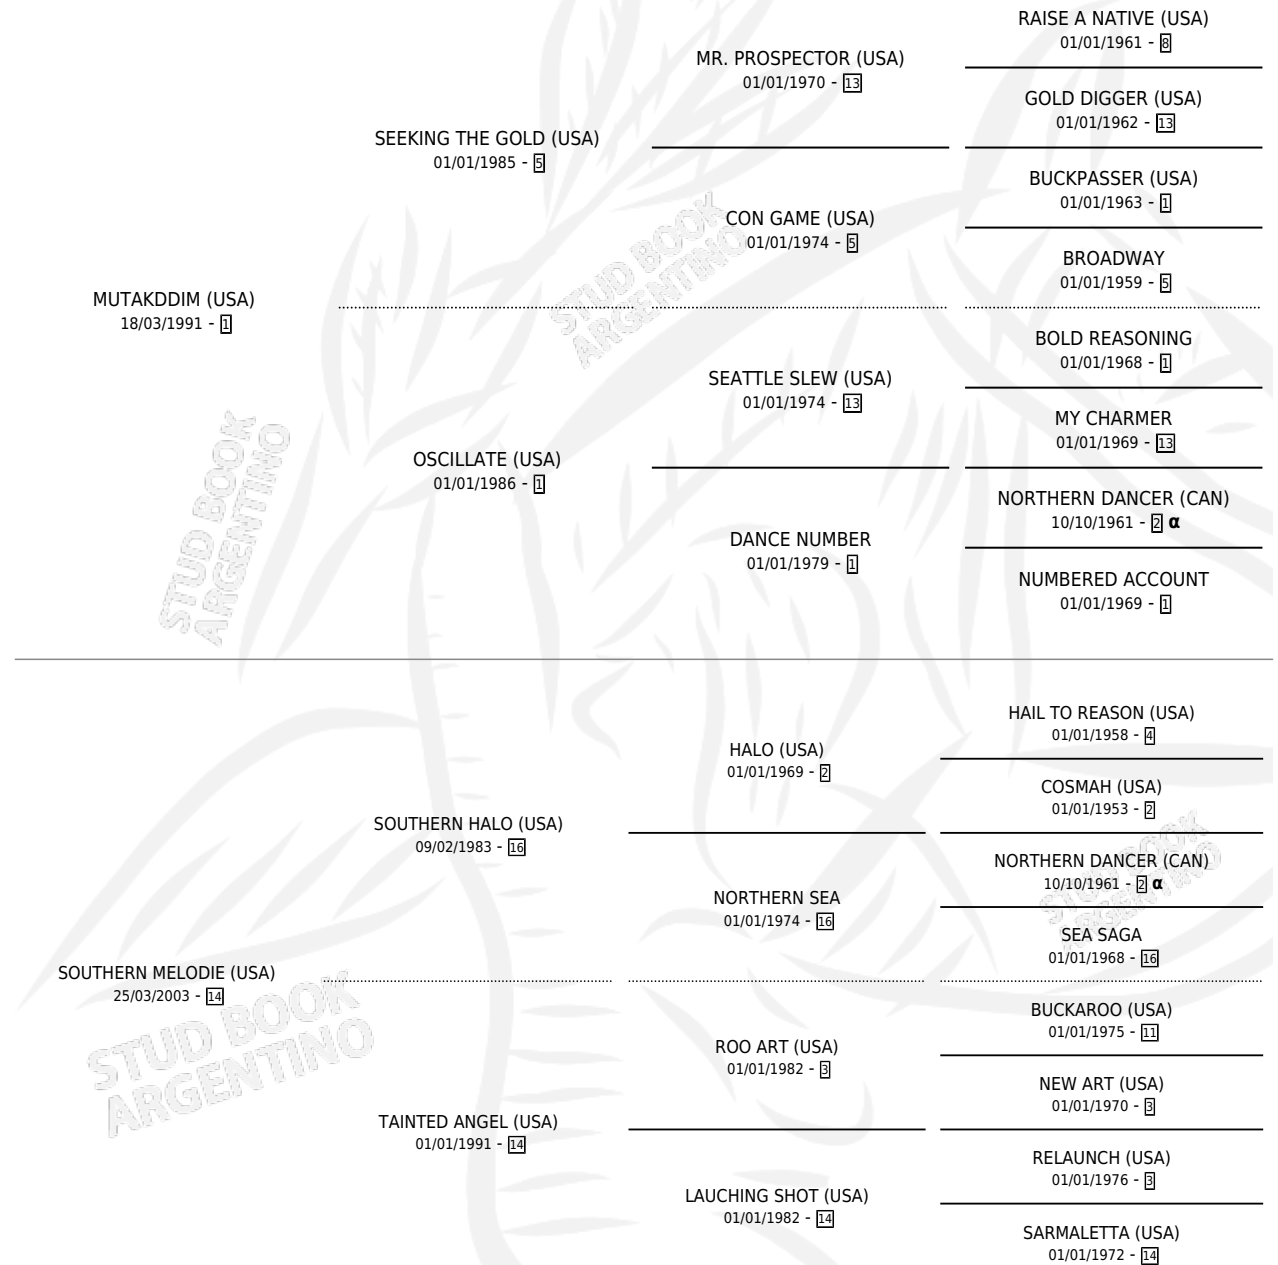 RAISE A NATIVE (USA)
01/01/1961 - 8
MR. PROSPECTOR (USA)
01/01/1970 - 13
GOLD DIGGER (USA)
01/01/1962 - 13
SEEKING THE GOLD (USA)
01/01/1985 - 5
BUCKPASSER (USA)
01/01/1963 - 1
CON GAME (USA)
01/01/1974 - 5
BROADWAY
01/01/1959 - 5
MUTAKDDIM (USA)
18/03/1991 - 1
BOLD REASONING
01/01/1968 - 1
SEATTLE SLEW (USA)
01/01/1974 - 13
MY CHARMER
01/01/1969 - 13
OSCILLATE (USA)
01/01/1986 - 1
NORTHERN DANCER (CAN)
10/10/1961 - 2 α
DANCE NUMBER
01/01/1979 - 1
NUMBERED ACCOUNT
01/01/1969 - 1
HAIL TO REASON (USA)
01/01/1958 - 4
HALO (USA)
01/01/1969 - 2
COSMAH (USA)
01/01/1953 - 2
SOUTHERN HALO (USA)
09/02/1983 - 16
NORTHERN DANCER (CAN)
10/10/1961 - 2 α
NORTHERN SEA
01/01/1974 - 16
SEA SAGA
01/01/1968 - 16
SOUTHERN MELODIE (USA)
25/03/2003 - 14
BUCKAROO (USA)
01/01/1975 - 11
ROO ART (USA)
01/01/1982 - 3
NEW ART (USA)
01/01/1970 - 3
TAINTED ANGEL (USA)
01/01/1991 - 14
RELAUNCH (USA)
01/01/1976 - 3
LAUCHING SHOT (USA)
01/01/1982 - 14
SARMALETTA (USA)
01/01/1972 - 14
STUD BOOK
ARGENTINO
STUD BOOK
ARGENTINO
STUD BOOK
ARGENTINO
STUD BOOK
ARGENTINO